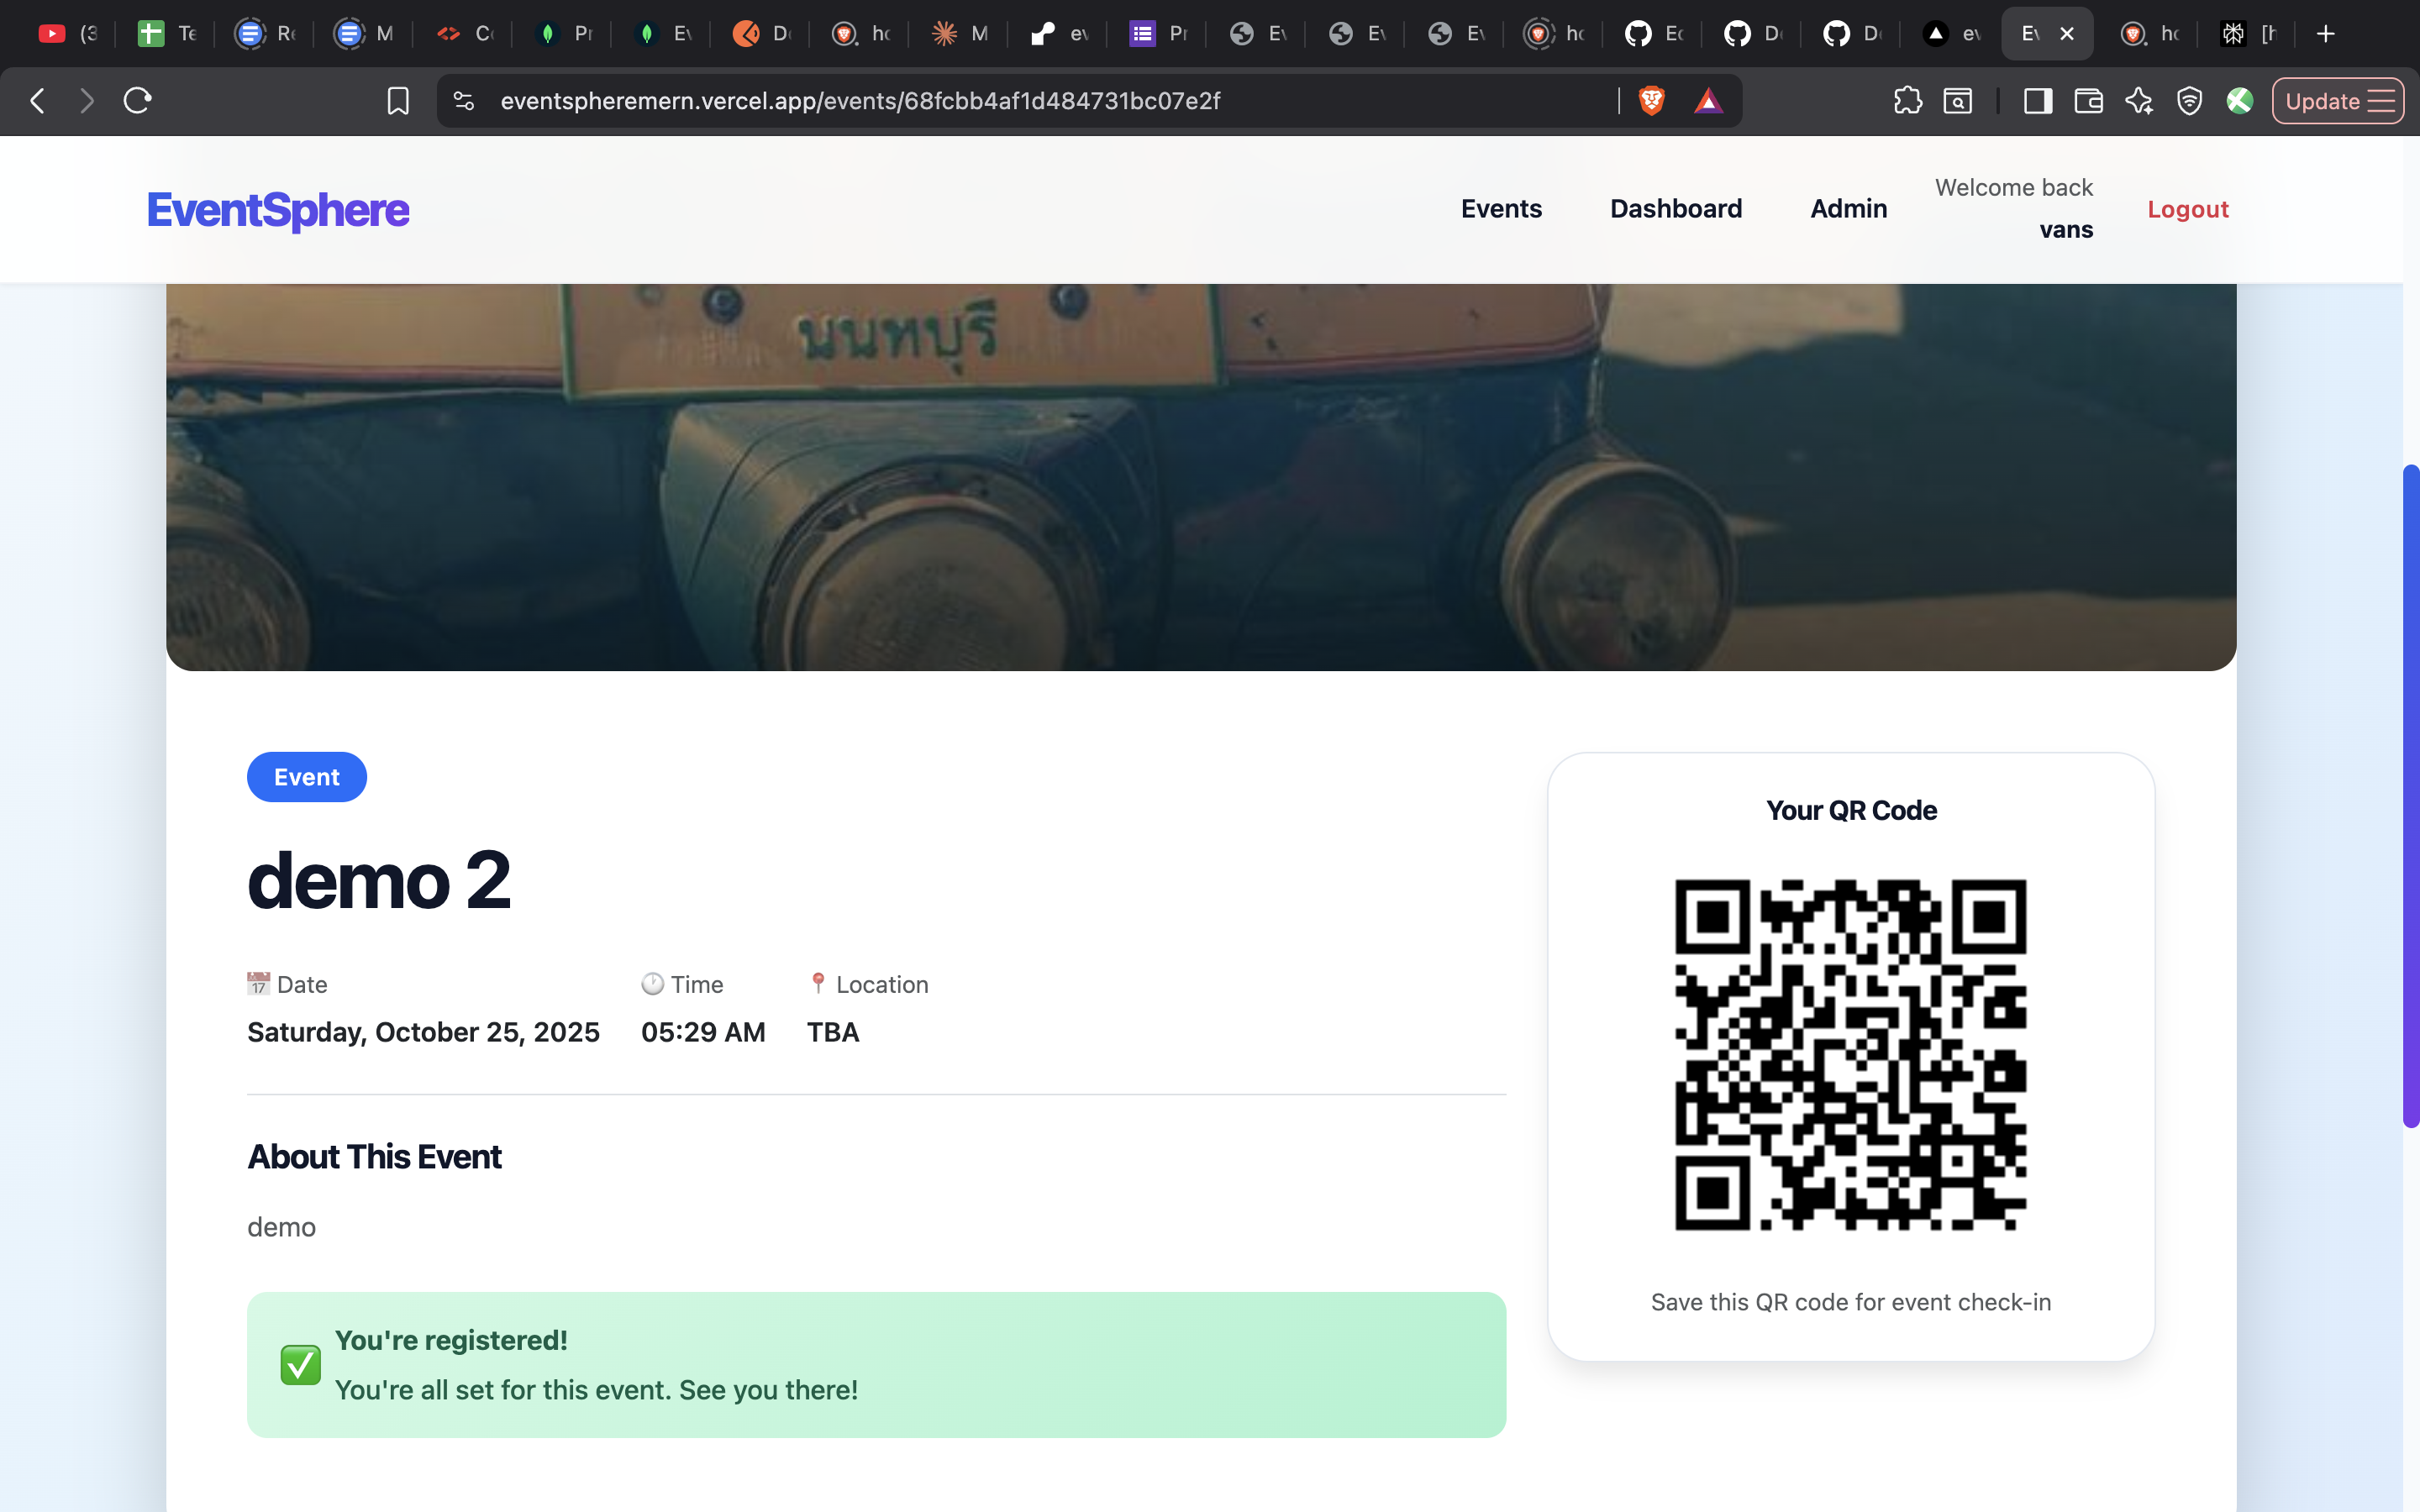 (3
Te
Re
M
C
Pr
Ev
D
hc
M
ev
Pr
Ev
Ev
Ev
hc
Ec
D
D
ev
Ev
hc
[h
eventspheremern.vercel.app/events/68fcbb4af1d484731bc07e2f
Update
EventSphere
Events
Dashboard
Admin
Welcome back
vans
Logout
นนทบุรี
Event
demo 2
Date
Time
Location
Saturday, October 25, 2025
05:29 AM
TBA
About This Event
demo
You're registered!
You're all set for this event. See you there!
Your QR Code
Save this QR code for event check-in